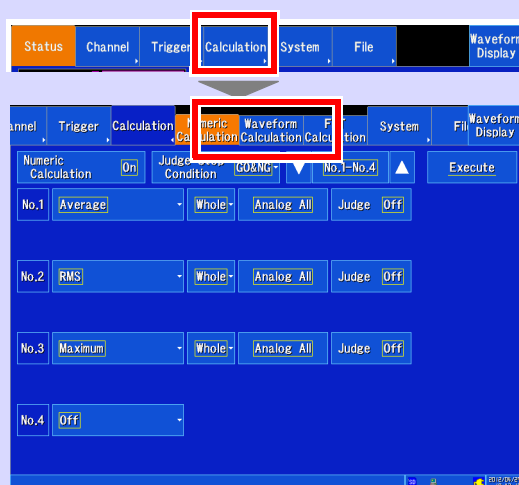 Status Channel Trigger Calculation System File Waveform Display
Trigger Calculation Waveform Calculation System Waveform Display
Numeric Calculation On Condition GO&NG No.1-No.4 Execute
No.1 Average Whole Analog All Judge Off
No.2 RMS Whole Analog All Judge Off
No.3 Maximum Whole Analog All Judge Off
No.4 Off